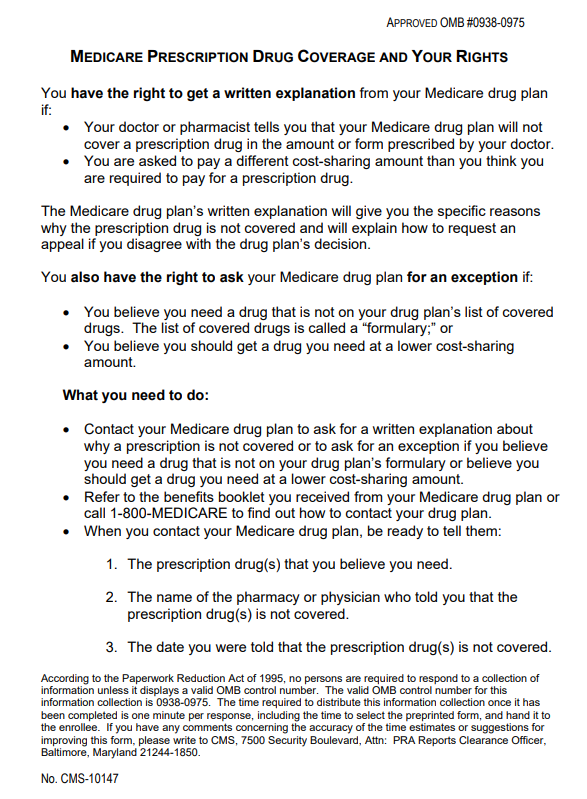 APPROVED OMB #0938-0975
MEDICARE PRESCRIPTION DRUG COVERAGE AND YOUR RIGHTS
You have the right to get a written explanation from your Medicare drug plan
if:
• Your doctor or pharmacist tells you that your Medicare drug plan will not
cover a prescription drug in the amount or form prescribed by your doctor.
• You are asked to pay a different cost-sharing amount than you think you
are required to pay for a prescription drug.
The Medicare drug plan's written explanation will give you the specific reasons
why the prescription drug is not covered and will explain how to request an
appeal if you disagree with the drug plan's decision.
You also have the right to ask your Medicare drug plan for an exception if:
• You believe you need a drug that is not on your drug plan's list of covered
drugs. The list of covered drugs is called a "formulary;" or
• You believe you should get a drug you need at a lower cost-sharing
amount.
What you need to do:
• Contact your Medicare drug plan to ask for a written explanation about
why a prescription is not covered or to ask for an exception if you believe
you need a drug that is not on your drug plan's formulary or believe you
should get a drug you need at a lower cost-sharing amount.
• Refer to the benefits booklet you received from your Medicare drug plan or
call 1-800-MEDICARE to find out how to contact your drug plan.
• When you contact your Medicare drug plan, be ready to tell them:
1. The prescription drug(s) that you believe you need.
2. The name of the pharmacy or physician who told you that the
prescription drug(s) is not covered.
3. The date you were told that the prescription drug(s) is not covered.
According to the Paperwork Reduction Act of 1995, no persons are required to respond to a collection of
information unless it displays a valid OMB control number. The valid OMB control number for this
information collection is 0938-0975. The time required to distribute this information collection once it has
been completed is one minute per response, including the time to select the preprinted form, and hand it to
the enrollee. If you have any comments concerning the accuracy of the time estimates or suggestions for
improving this form, please write to CMS, 7500 Security Boulevard, Attn: PRA Reports Clearance Officer,
Baltimore, Maryland 21244-1850.
No. CMS-10147